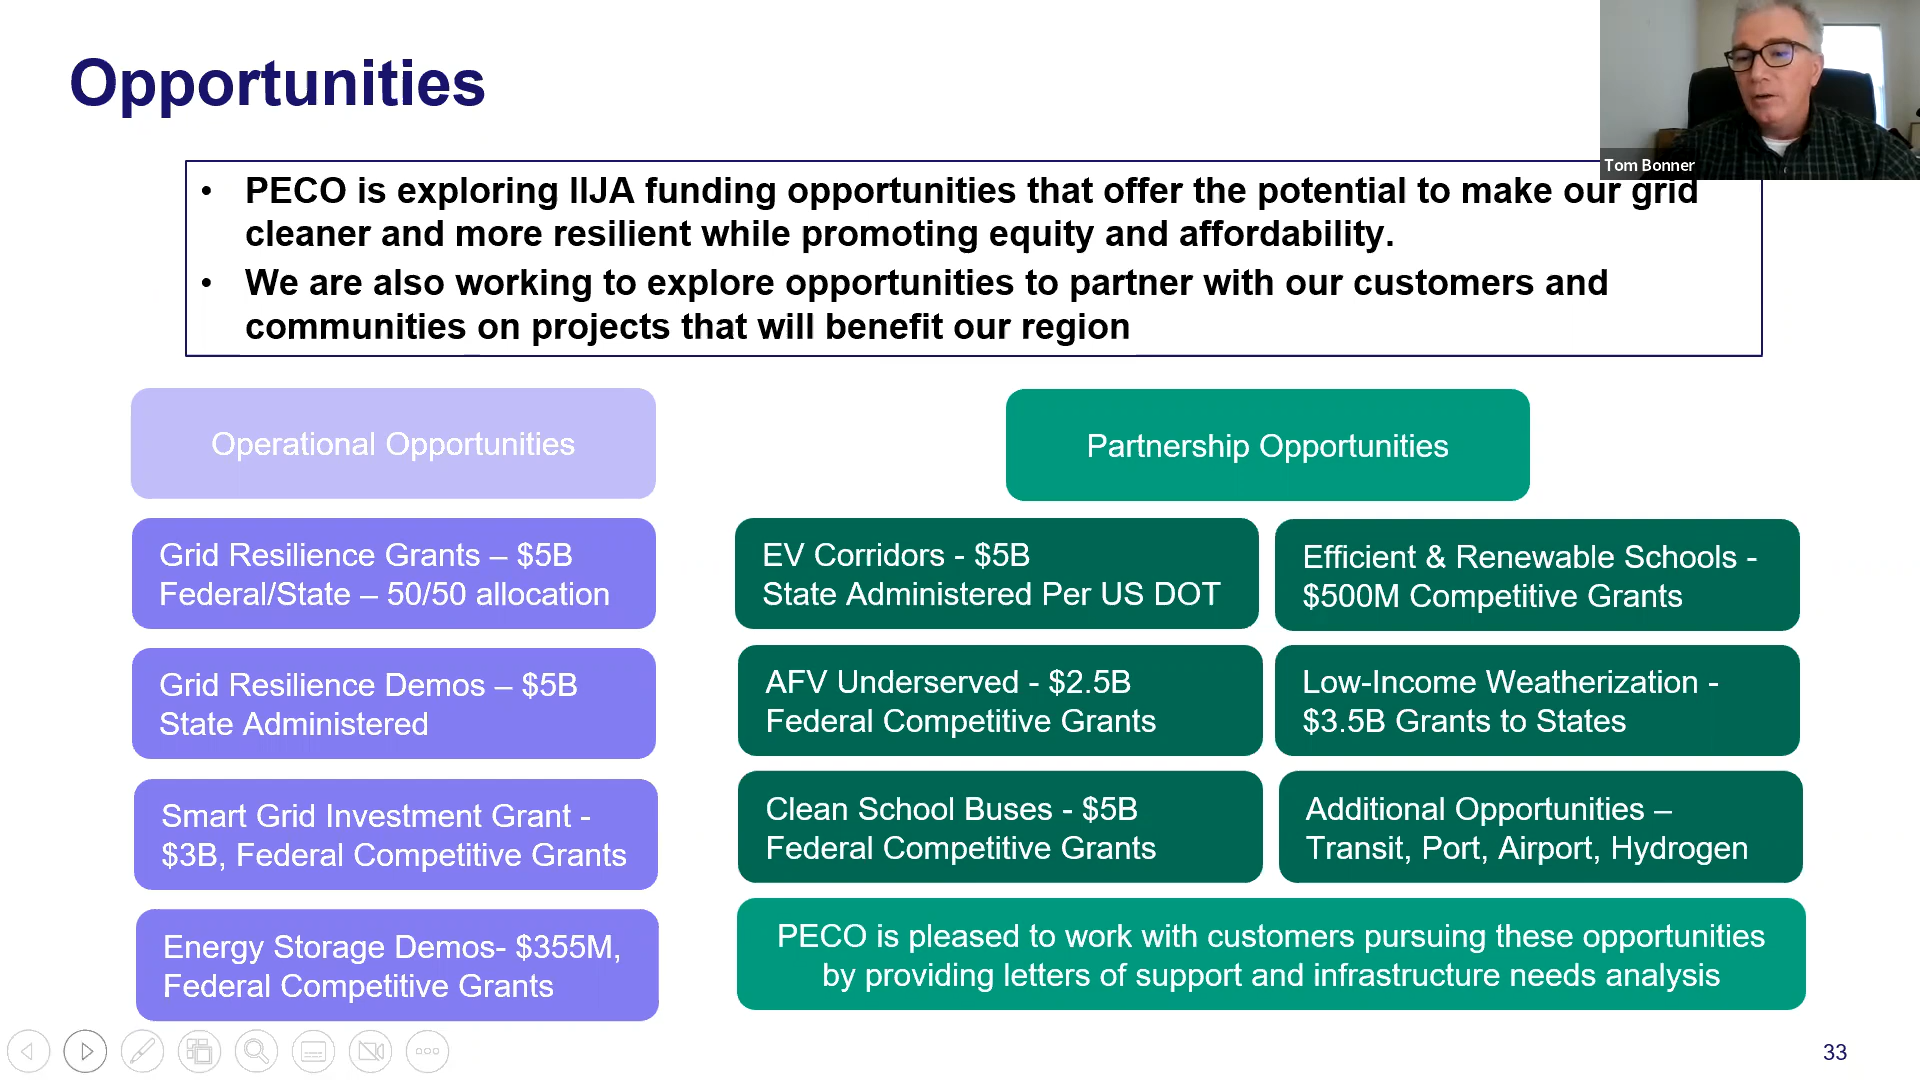 Opportunities
Tom Bonner
• PECO is exploring IIJA funding opportunities that offer the potential to make our grid
cleaner and more resilient while promoting equity and affordability.
• We are also working to explore opportunities to partner with our customers and
communities on projects that will benefit our region
Operational Opportunities
Grid Resilience Grants – $5B
Federal/State – 50/50 allocation
Grid Resilience Demos – $5B
State Administered
Smart Grid Investment Grant -
$3B, Federal Competitive Grants
Energy Storage Demos- $355M,
Federal Competitive Grants
Partnership Opportunities
EV Corridors - $5B
State Administered Per US DOT
Efficient & Renewable Schools -
$500M Competitive Grants
AFV Underserved - $2.5B
Federal Competitive Grants
Low-Income Weatherization -
$3.5B Grants to States
Clean School Buses - $5B
Federal Competitive Grants
Additional Opportunities –
Transit, Port, Airport, Hydrogen
PECO is pleased to work with customers pursuing these opportunities
by providing letters of support and infrastructure needs analysis
33